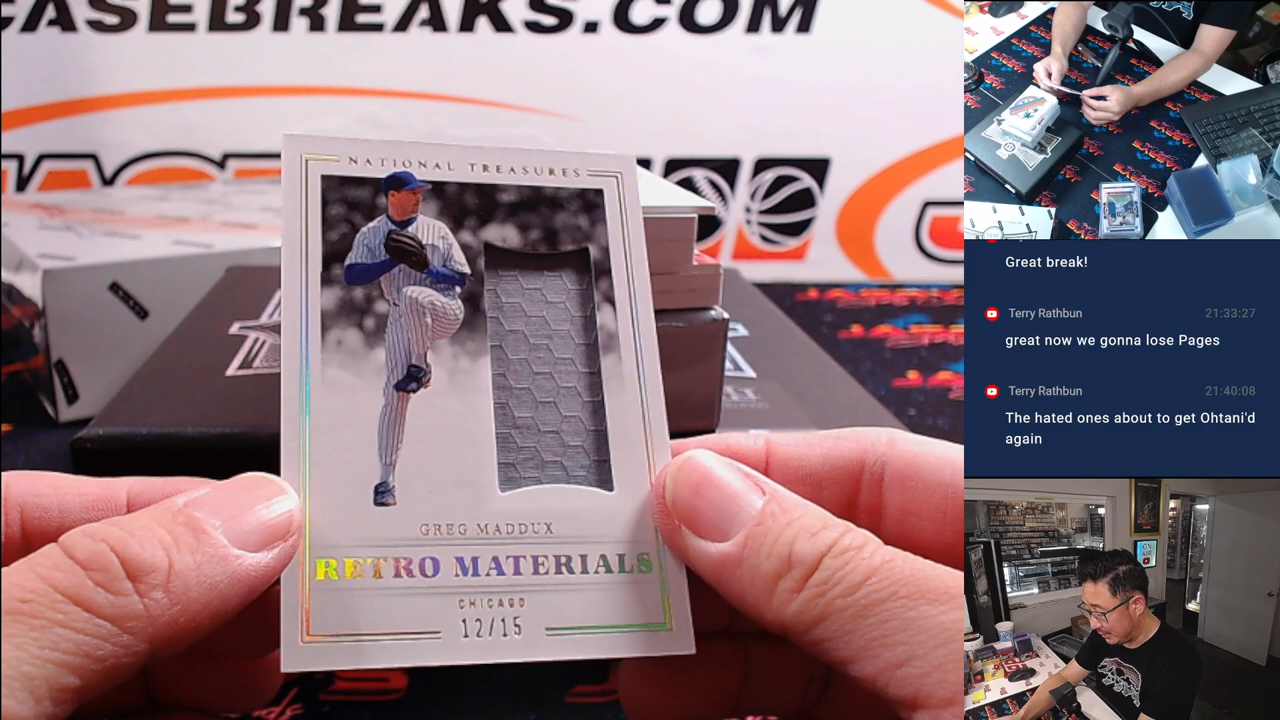 CASEBREAKS.COM
NATIONAL TREASURES
GREG MADDUX
RETRO MATERIALS
CHICAGO
12/15
Great break!
Terry Rathbun 21:33:27
great now we gonna lose Pages
Terry Rathbun 21:40:08
The hated ones about to get Ohtani'd
again